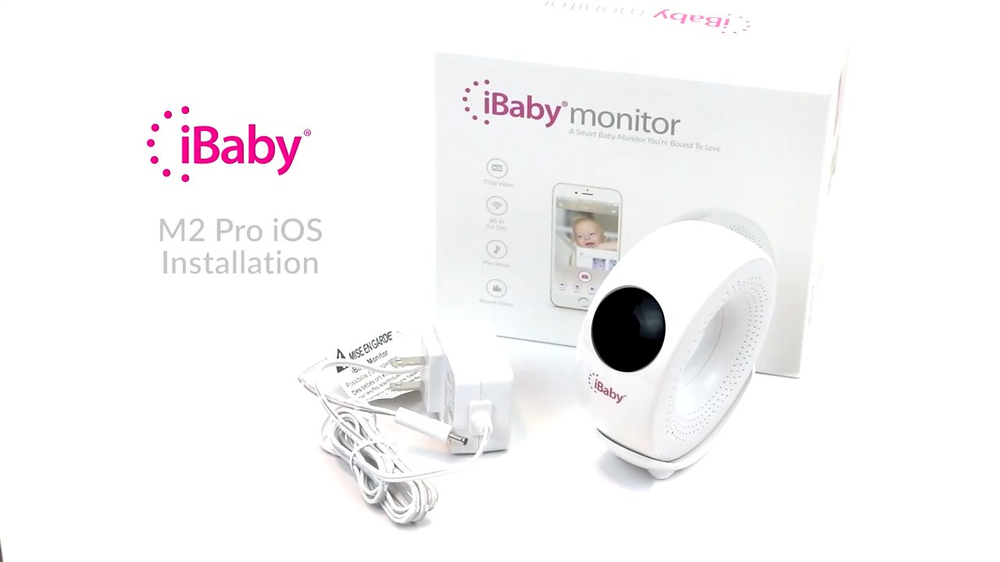 iBaby®
M2 Pro iOS
Installation
iBaby monitor
iBaby® monitor
A Smart Baby Monitor You're Bound To Love
HD
720p Video
Wi-Fi
2.4 GHz
Play Music
Record Video
MISE EN GARDE
Monitor
iBaby®